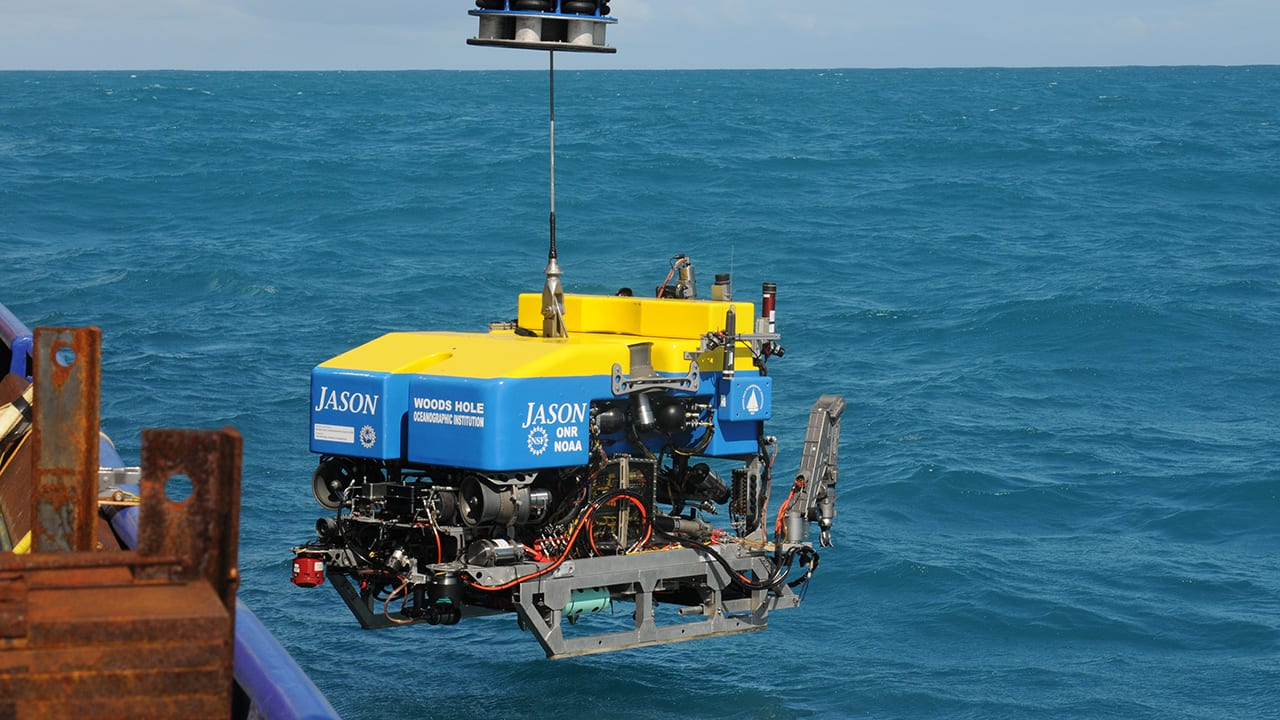 JASON
WOODS HOLE
OCEANOGRAPHIC INSTITUTION
JASON
NSF
ONR
NOAA